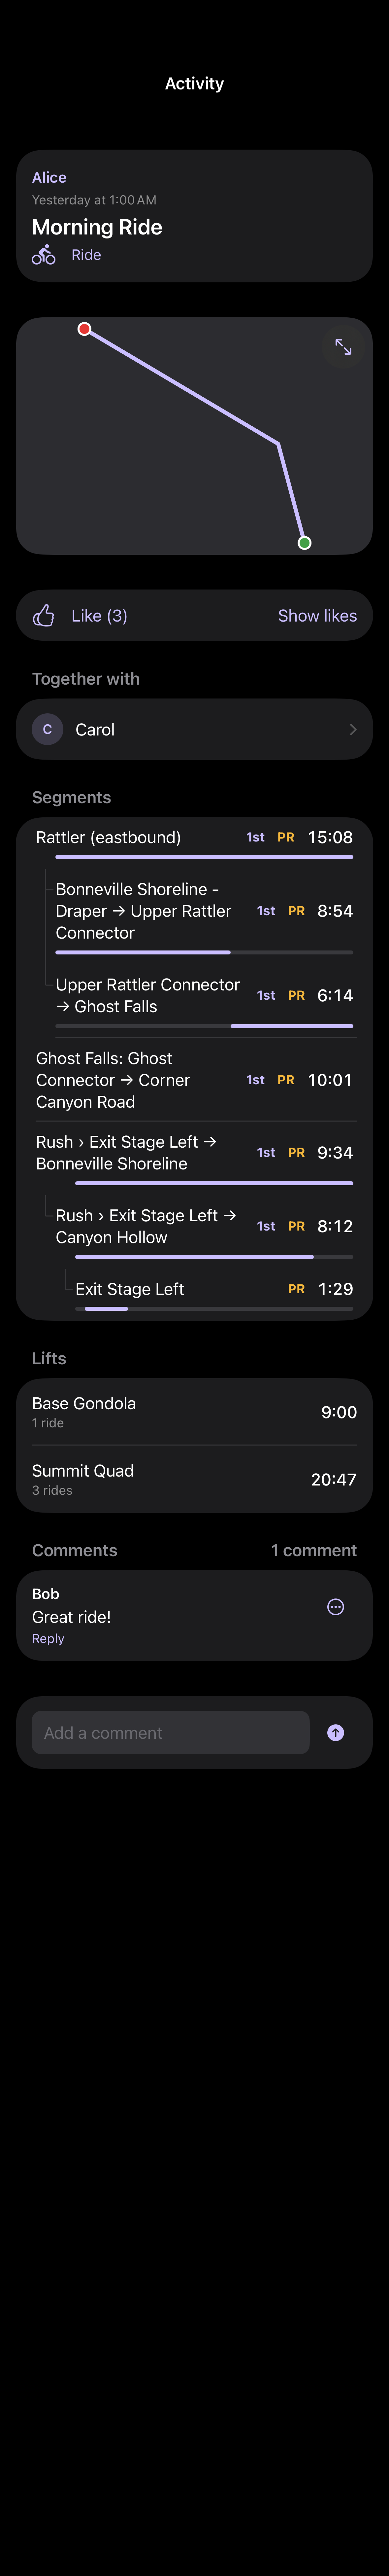 Activity
Alice
Yesterday at 1:00 AM
Morning Ride
Ride
Like (3)
Show likes
Together with
C
Carol
Segments
Rattler (eastbound)
1st PR 15:08
Bonneville Shoreline -
Draper → Upper Rattler
Connector
1st PR 8:54
Upper Rattler Connector
→ Ghost Falls
1st PR 6:14
Ghost Falls: Ghost
Connector → Corner
Canyon Road
1st PR 10:01
Rush › Exit Stage Left →
Bonneville Shoreline
1st PR 9:34
Rush › Exit Stage Left →
Canyon Hollow
1st PR 8:12
Exit Stage Left
PR 1:29
Lifts
Base Gondola
1 ride
9:00
Summit Quad
3 rides
20:47
Comments
1 comment
Bob
Great ride!
Reply
Add a comment